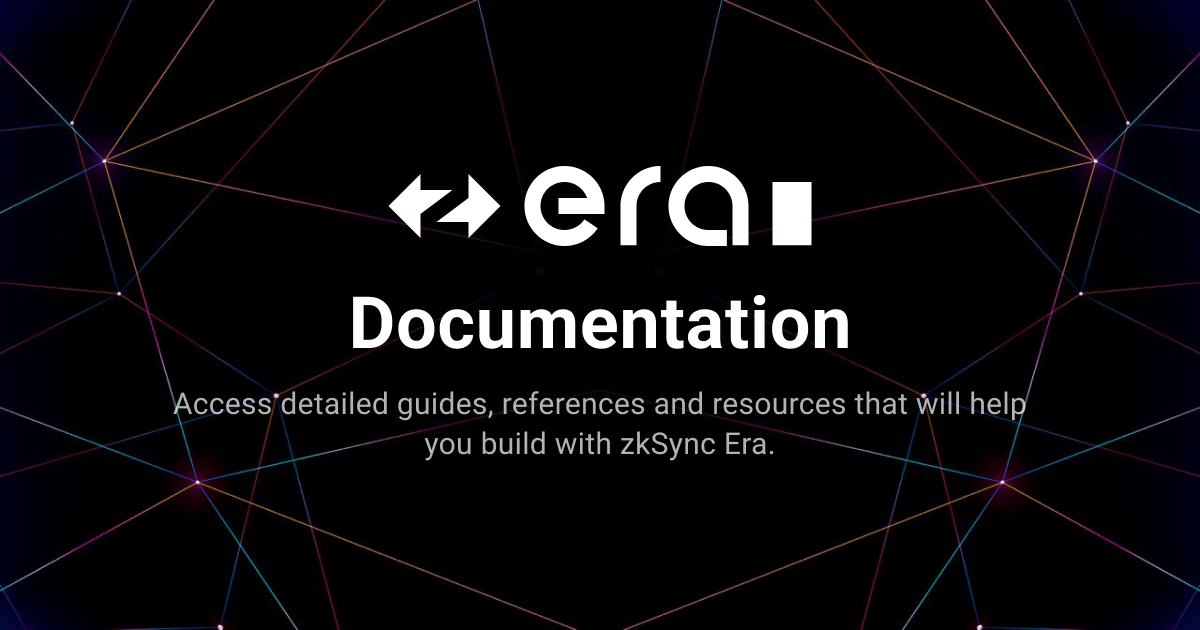 era
Documentation
Access detailed guides, references and resources that will help
you build with zkSync Era.